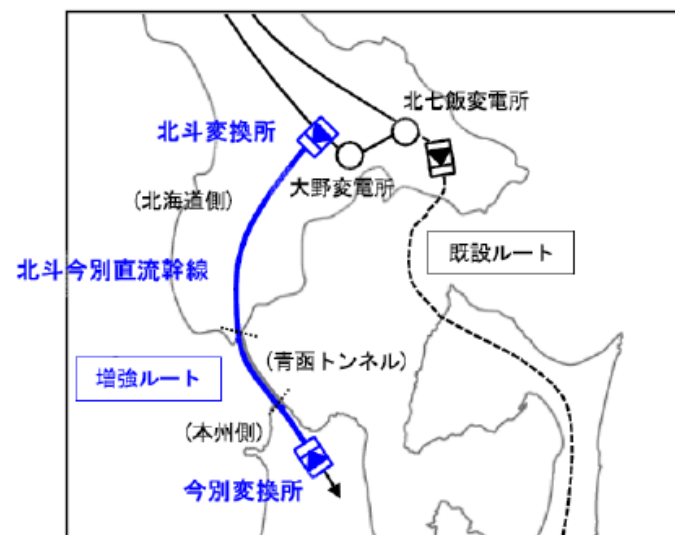 北七飯変電所
北斗変換所
大野変電所
(北海道側)
既設ルート
北斗今別直流幹線
増強ルート
(青函トンネル)
(本州側)
今別変換所